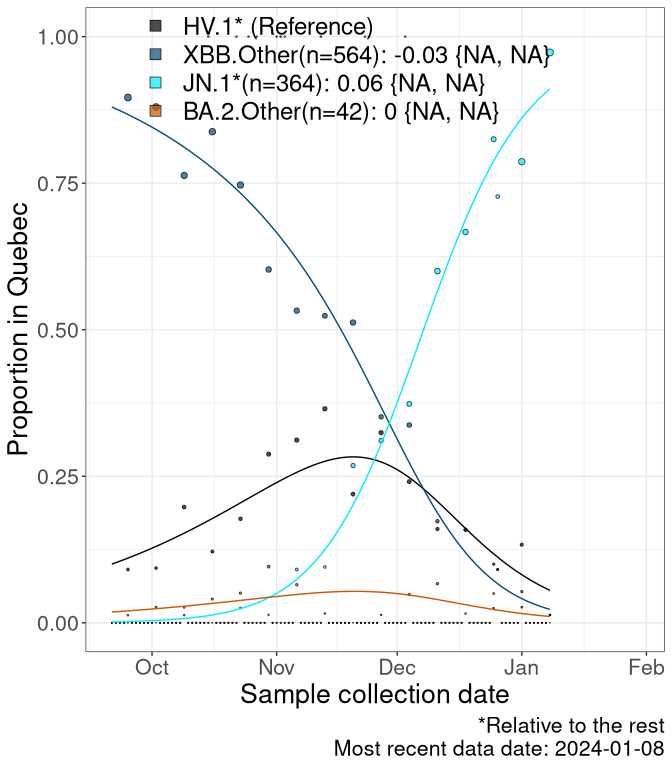 HV.1* (Reference)
XBB.Other(n=564): -0.03 {NA, NA}
JN.1*(n=364): 0.06 {NA, NA}
BA.2.Other(n=42): 0 {NA, NA}
1.00
0.75
0.50
0.25
0.00
Proportion in Quebec
Oct Nov Dec Jan Feb
Sample collection date
*Relative to the rest
Most recent data date: 2024-01-08